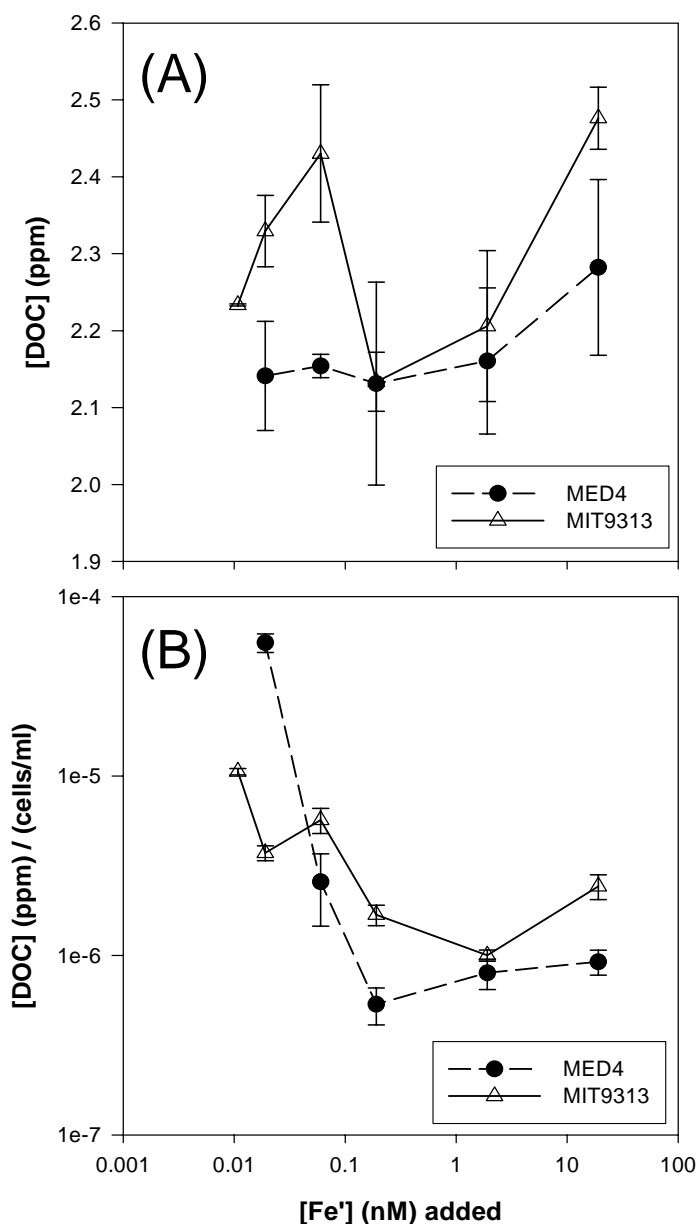 2.6
(A)
2.5
2.4
2.3
2.2
2.1
2.0
1.9
[DOC] (ppm)
MED4
MIT9313
1e-4
(B)
1e-5
1e-6
1e-7
[DOC] (ppm) / (cells/ml)
MED4
MIT9313
0.001 0.01 0.1 1 10 100
[Fe'] (nM) added